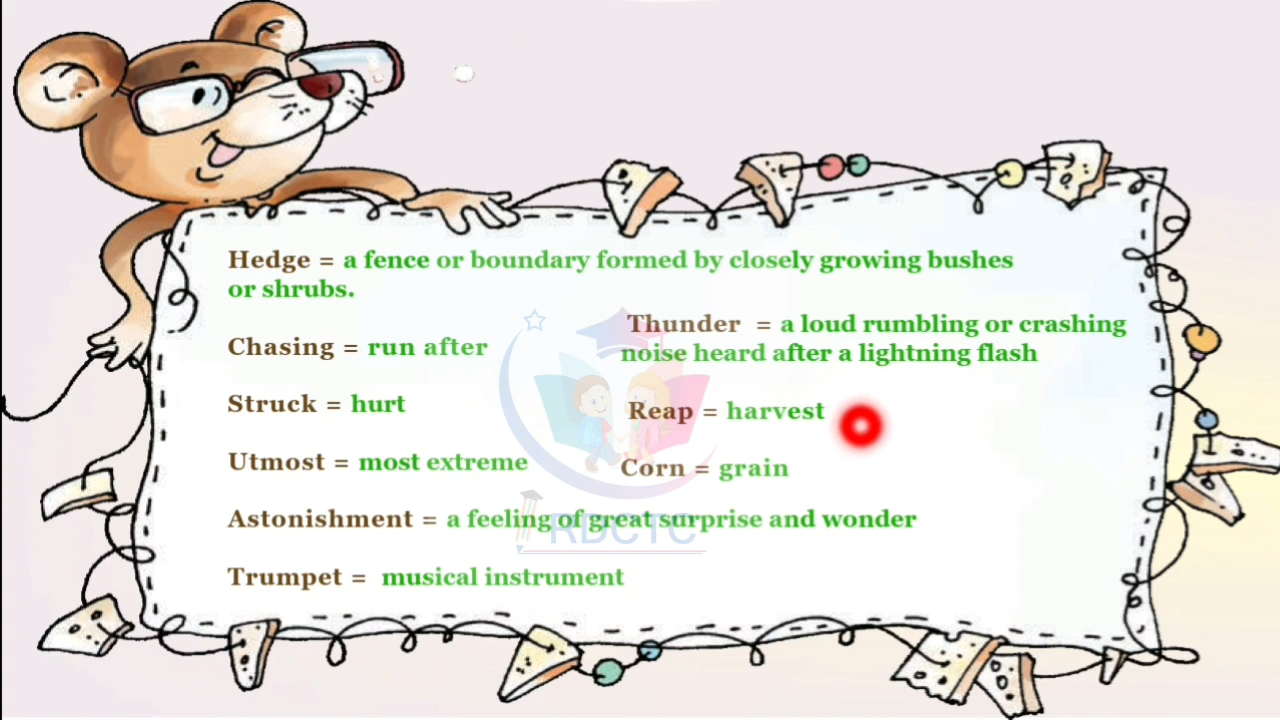 Hedge = a fence or boundary formed by closely growing bushes
or shrubs.
Thunder = a loud rumbling or crashing
noise heard after a lightning flash
Chasing = run after
Struck = hurt
Reap = harvest
Utmost = most extreme
Corn = grain
Astonishment = a feeling of great surprise and wonder
RDCTC
Trumpet = musical instrument